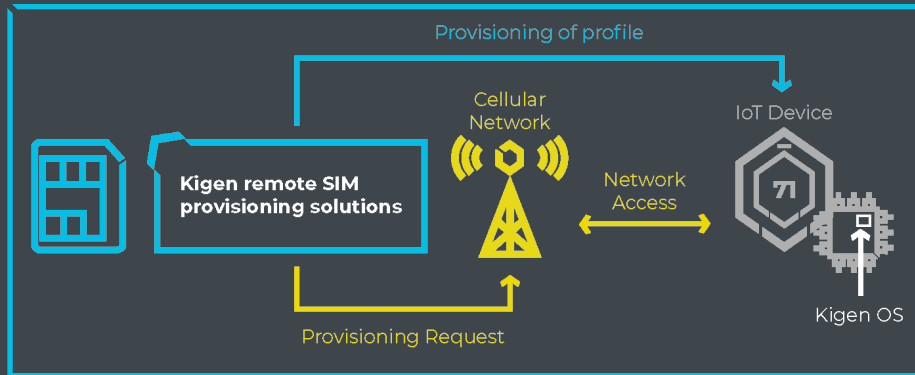 Provisioning of profile
Cellular
Network
IoT Device
Kigen remote SIM
provisioning solutions
Network
Access
71
Kigen OS
Provisioning Request